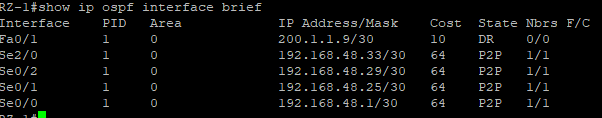 RZ-1#show ip ospf interface brief
Interface PID Area IP Address/Mask Cost State Nbrs F/C
Fa0/1 1 0 200.1.1.9/30 10 DR 0/0
Se2/0 1 0 192.168.48.33/30 64 P2P 1/1
Se0/2 1 0 192.168.48.29/30 64 P2P 1/1
Se0/1 1 0 192.168.48.25/30 64 P2P 1/1
Se0/0 1 0 192.168.48.1/30 64 P2P 1/1
RZ-1#